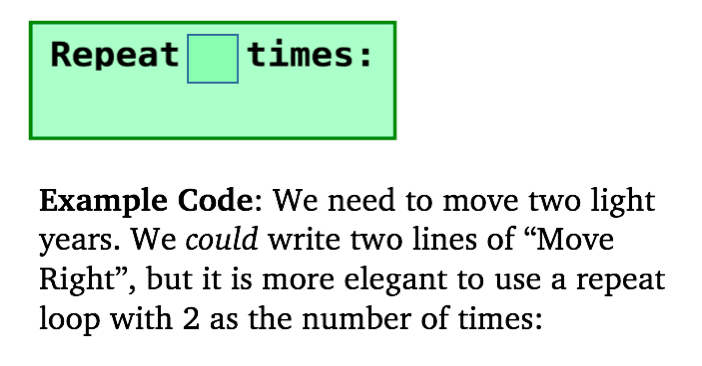 Repeat times:
Example Code: We need to move two light
years. We could write two lines of “Move
Right”, but it is more elegant to use a repeat
loop with 2 as the number of times: